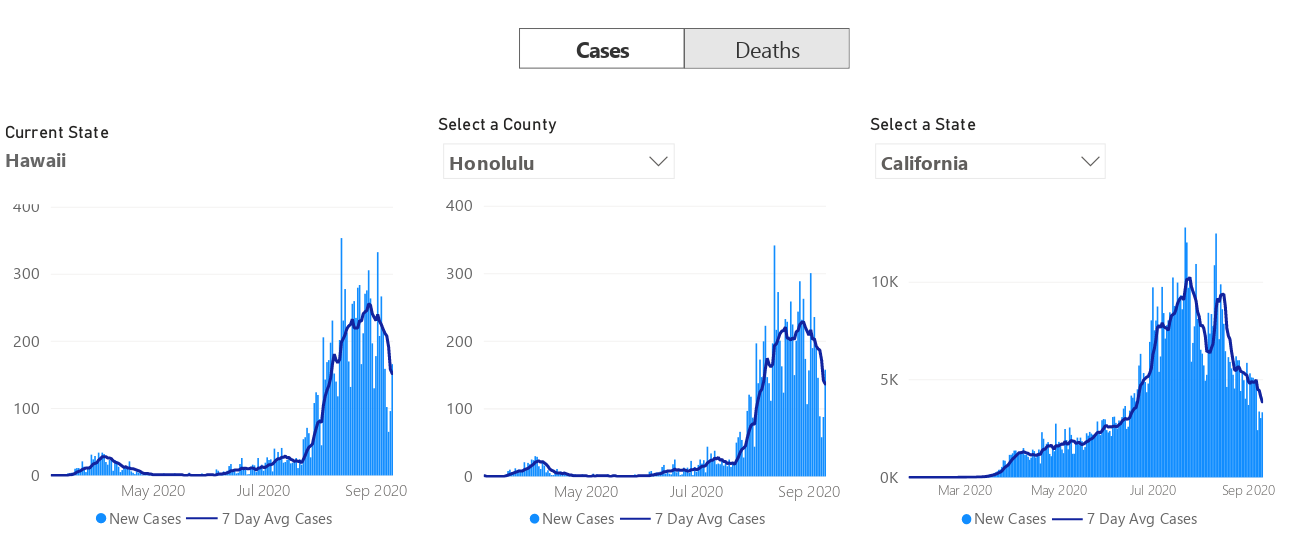 Cases Deaths
Current State
Hawaii
Select a County
Honolulu
Select a State
California
400
300
200
100
0
May 2020 Jul 2020 Sep 2020
New Cases 7 Day Avg Cases
400
300
200
100
0
May 2020 Jul 2020 Sep 2020
New Cases 7 Day Avg Cases
10K
5K
0K
Mar 2020 May 2020 Jul 2020 Sep 2020
New Cases 7 Day Avg Cases